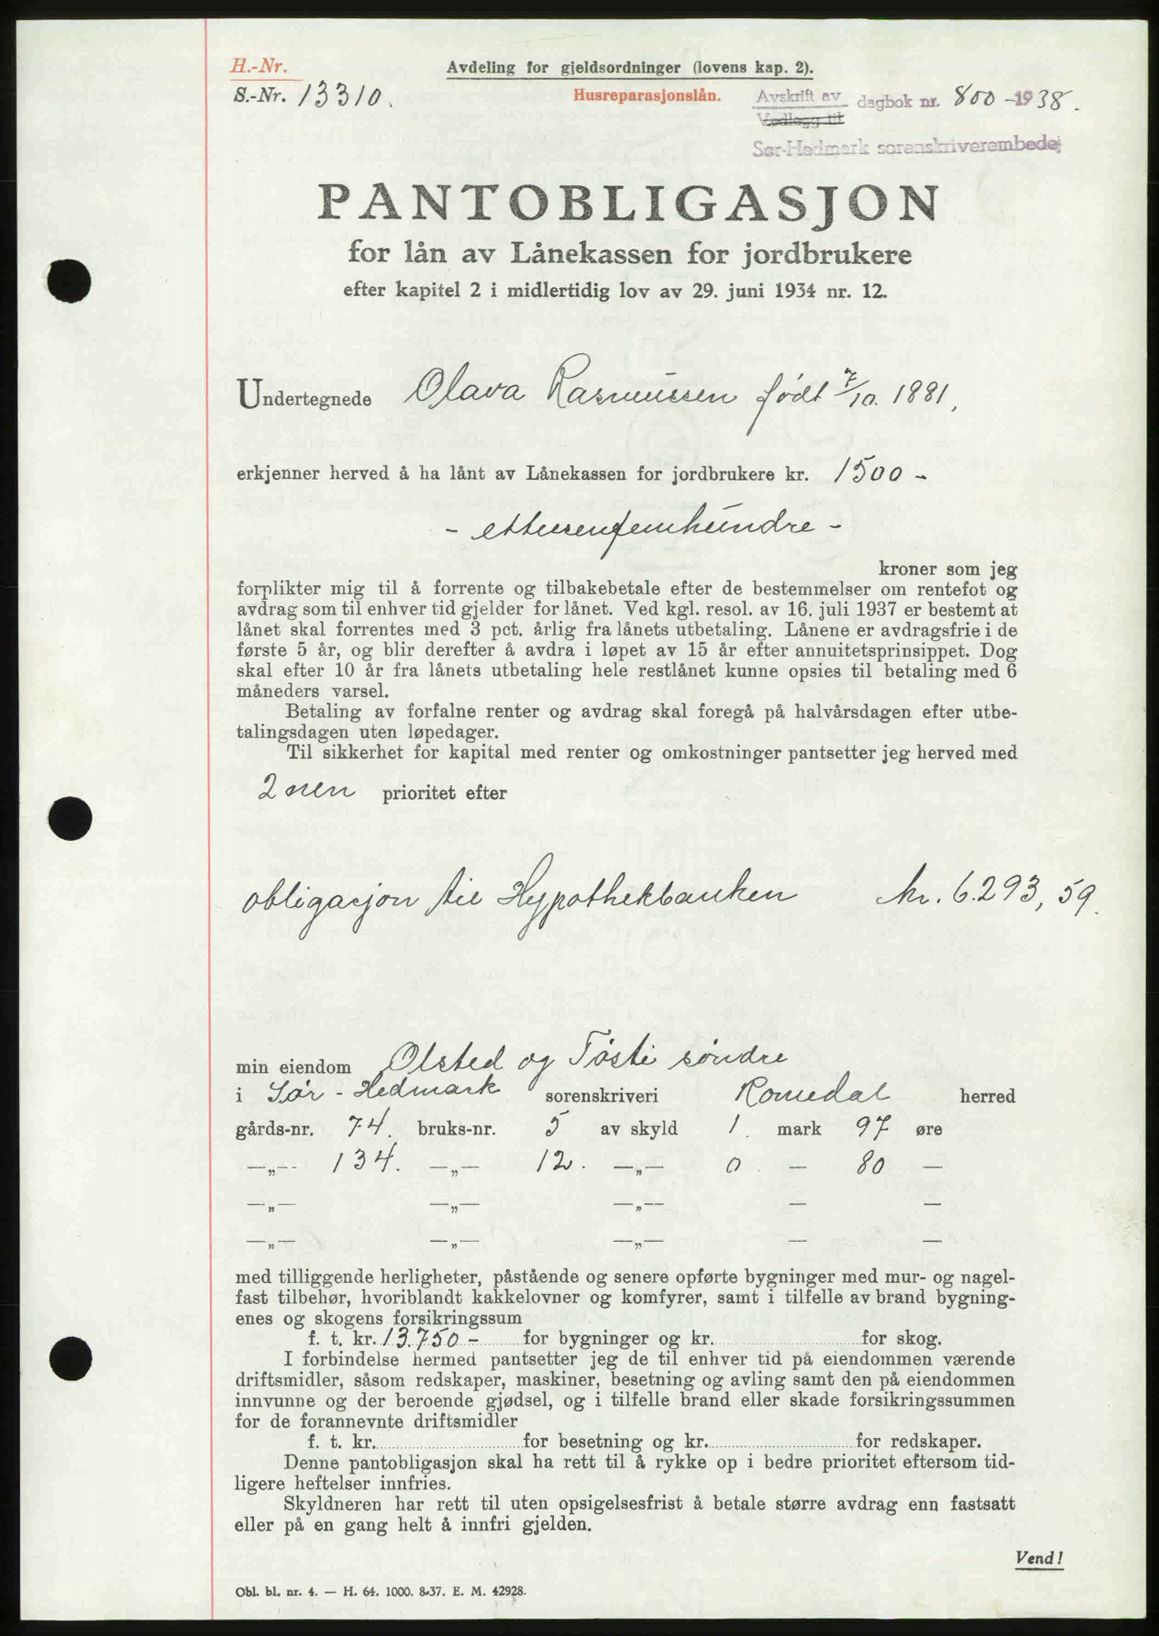 H.-Nr.
Avdeling for gjeldsordninger (lovens kap. 2).
S.-Nr. 13310.
Husreparasjonslån.
Avskrift av dagbok nr. 800-1938.
Vedlegg til
Sør-Hedmark sorenskriverembede
PANTOBLIGASJON
for lån av Lånekassen for jordbrukere
efter kapitel 2 i midlertidig lov av 29. juni 1934 nr. 12.
Undertegnede Olava Rasmussen født 7/10. 1881,
erkjenner herved å ha lånt av Lånekassen for jordbrukere kr. 1500 -
- ettusenfemhundre -
kroner som jeg
forplikter mig til å forrente og tilbakebetale efter de bestemmelser om rentefot og
avdrag som til enhver tid gjelder for lånet. Ved kgl. resol. av 16. juli 1937 er bestemt at
lånet skal forrentes med 3 pct. årlig fra lånets utbetaling. Lånene er avdragsfrie i de
første 5 år, og blir derefter å avdra i løpet av 15 år efter annuitetsprinsippet. Dog
skal efter 10 år fra lånets utbetaling hele restlånet kunne opsies til betaling med 6
måneders varsel.
Betaling av forfalne renter og avdrag skal foregå på halvårsdagen efter utbe-
talingsdagen uten løpedager.
Til sikkerhet for kapital med renter og omkostninger pantsetter jeg herved med
2nen prioritet efter
obligasjon til Hypothekbanken kr. 6.293,59.
min eiendom Olsted og Tøsti søndre
i Sør-Hedmark sorenskriveri Romedal herred
gårds-nr. 74. bruks-nr. 5 av skyld 1. mark 97 øre
—„— 134. —„— 12. —„— 0. — 80 —
—„— —„— —„— — —
—„— —„— —„— — —
med tilliggende herligheter, påstående og senere opførte bygninger med mur- og nagel-
fast tilbehør, hvoriblandt kakkelovner og komfyrer, samt i tilfelle av brand bygning-
enes og skogens forsikringssum
f. t. kr. 13.750 - for bygninger og kr. for skog.
I forbindelse hermed pantsetter jeg de til enhver tid på eiendommen værende
driftsmidler, såsom redskaper, maskiner, besetning og avling samt den på eiendommen
innvunne og der beroende gjødsel, og i tilfelle brand eller skade forsikringssummen
for de forannevnte driftsmidler
f. t. kr. for besetning og kr. for redskaper.
Denne pantobligasjon skal ha rett til å rykke op i bedre prioritet eftersom tid-
ligere heftelser innfries.
Skyldneren har rett til uten opsigelsesfrist å betale større avdrag enn fastsatt
eller på en gang helt å innfri gjelden.
Vend!
Obl. bl. nr. 4. — H. 64. 1000. 8-37. E. M. 42928.